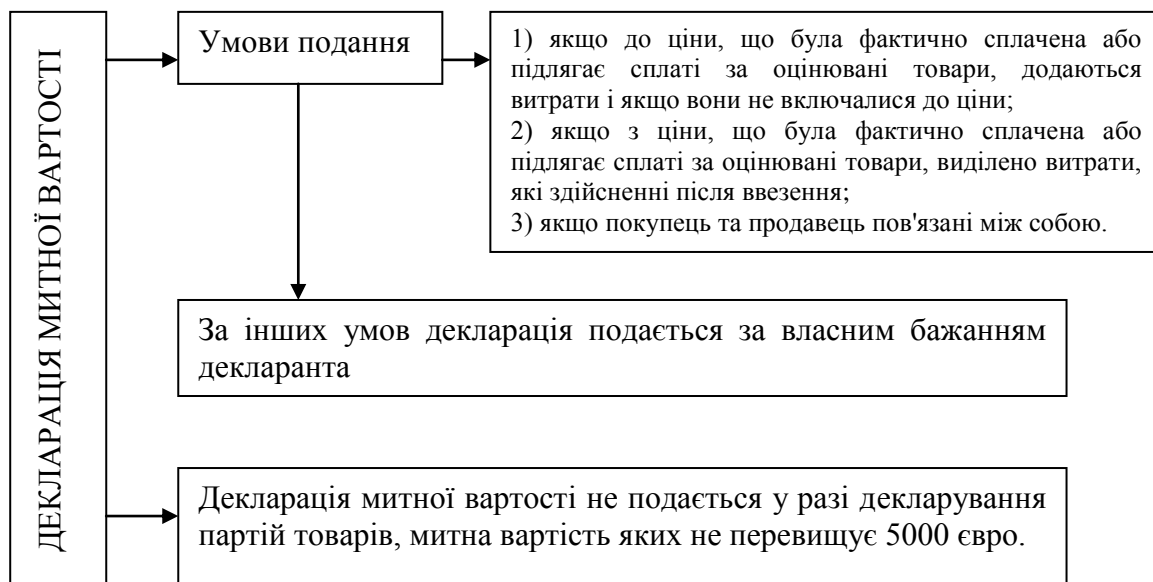 ДЕКЛАРАЦІЯ МИТНОЇ ВАРТОСТІ
Умови подання
1) якщо до ціни, що була фактично сплачена або
підлягає сплаті за оцінювані товари, додаються
витрати і якщо вони не включалися до ціни;
2) якщо з ціни, що була фактично сплачена або
підлягає сплаті за оцінювані товари, виділено витрати,
які здійсненні після ввезення;
3) якщо покупець та продавець пов'язані між собою.
За інших умов декларація подається за власним бажанням
декларанта
Декларація митної вартості не подається у разі декларування
партій товарів, митна вартість яких не перевищує 5000 євро.